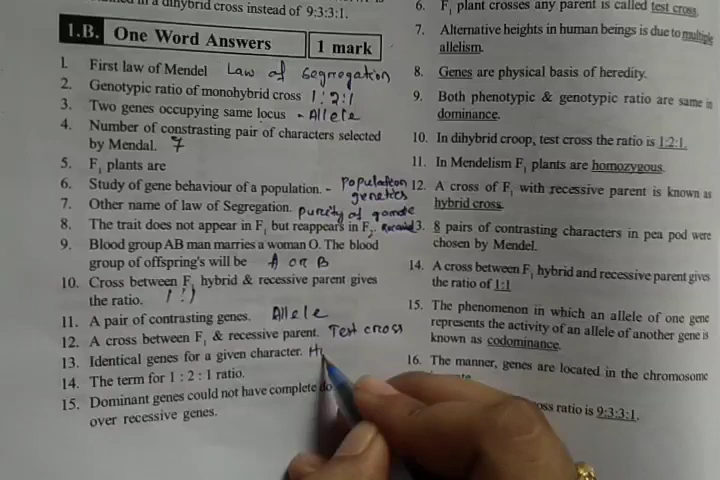 a dihybrid cross instead of 9:3:3:1.
1.B. One Word Answers 1 mark
1. First law of Mendel Law of Segregation
2. Genotypic ratio of monohybrid cross 1:2:1
3. Two genes occupying same locus - Allele
4. Number of constrasting pair of characters selected
by Mendal. 7
5. F1 plants are
6. Study of gene behaviour of a population. - Population
genetics
7. Other name of law of Segregation. purity of gamete
8. The trait does not appear in F1 but reappears in F2.
9. Blood group AB man marries a woman O. The blood
group of offspring's will be A or B
10. Cross between F1 hybrid & recessive parent gives
the ratio. 1:1
11. A pair of contrasting genes. Allele
12. A cross between F1 & recessive parent. Test cross
13. Identical genes for a given character. H
14. The term for 1 : 2 : 1 ratio.
15. Dominant genes could not have complete do
over recessive genes.
6. F1 plant crosses any parent is called test cross.
7. Alternative heights in human beings is due to multiple
allelism.
8. Genes are physical basis of heredity.
9. Both phenotypic & genotypic ratio are same in
dominance.
10. In dihybrid croop, test cross the ratio is 1:2:1.
11. In Mendelism F1 plants are homozygous.
12. A cross of F1 with recessive parent is known as
hybrid cross.
3. 8 pairs of contrasting characters in pea pod were
chosen by Mendel.
14. A cross between F1 hybrid and recessive parent gives
the ratio of 1:1
15. The phenomenon in which an allele of one gene
represents the activity of an allele of another gene
is known as codominance.
16. The manner, genes are located in the chromosome
ross ratio is 9:3:3:1.